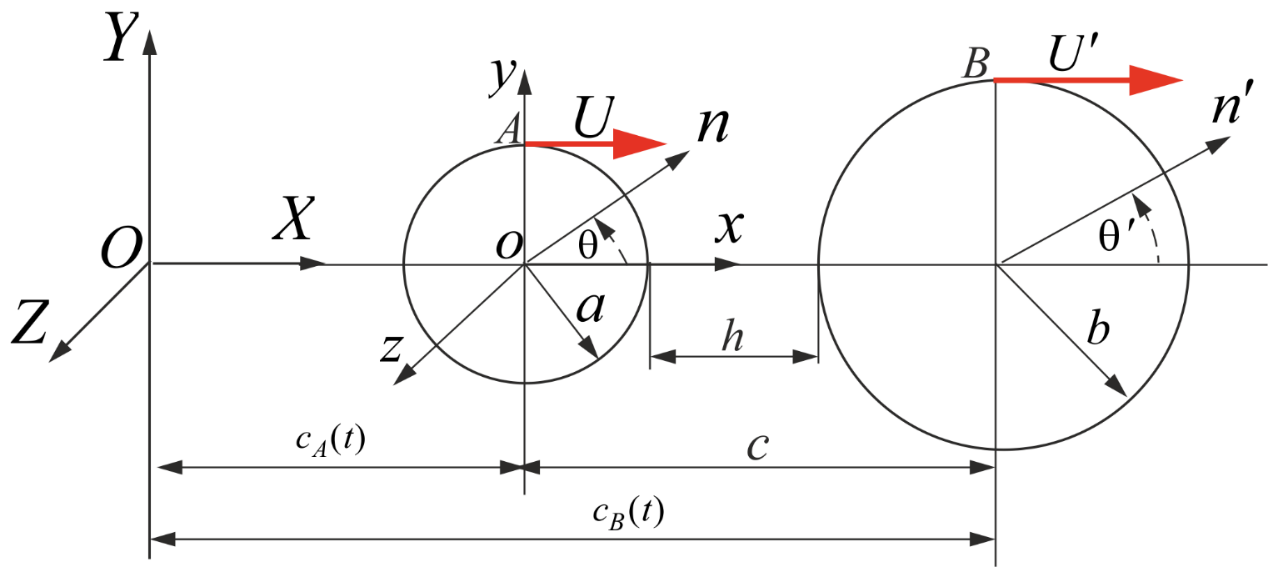 Y
B
U′
y
A
U
n
n′
O
X
o
θ
x
θ′
Z
z
a
h
b
c_A(t)
c
c_B(t)